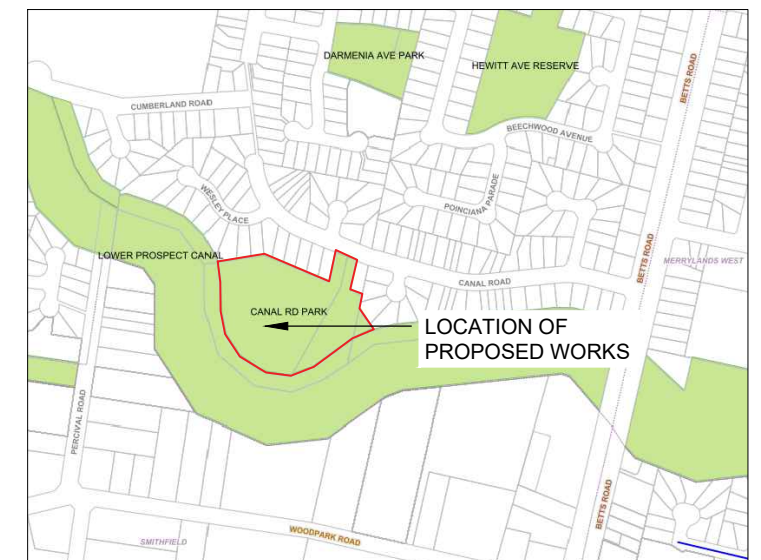 DARMENIA AVE PARK
HEWITT AVE RESERVE
BETTS ROAD
CUMBERLAND ROAD
BEECHWOOD AVENUE
POINCIANA PARADE
WESLEY PLACE
LOWER PROSPECT CANAL
BETTS ROAD
MERRYLANDS WEST
CANAL ROAD
CANAL RD PARK
LOCATION OF
PROPOSED WORKS
PERCIVAL ROAD
BETTS ROAD
WOODPARK ROAD
SMITHFIELD